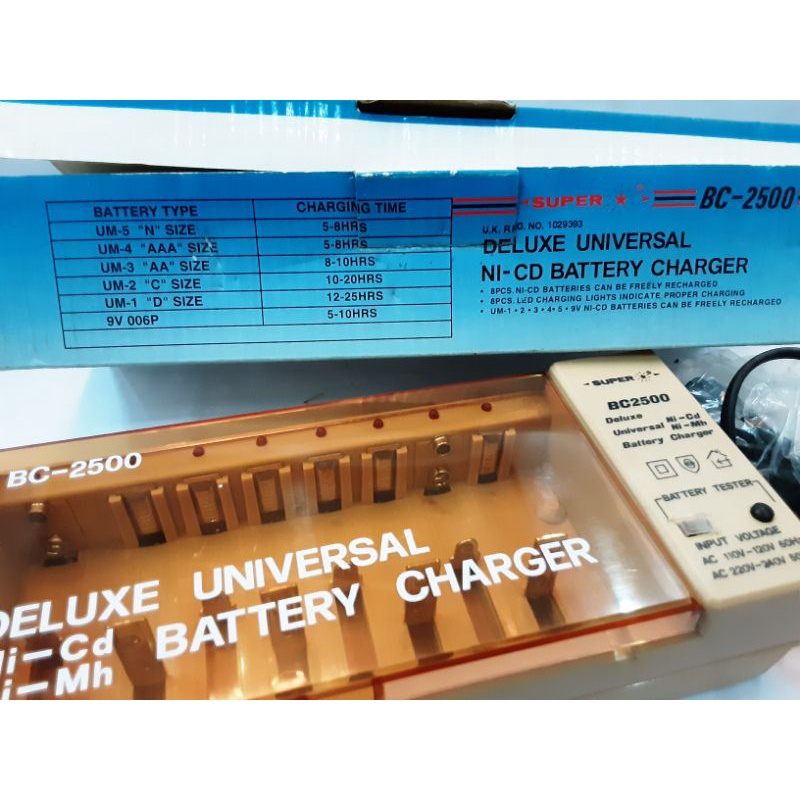 BATTERY TYPE CHARGING TIME
UM-5 "N" SIZE 5-8HRS
UM-4 "AAA" SIZE 5-8HRS
UM-3 "AA" SIZE 8-10HRS
UM-2 "C" SIZE 10-20HRS
UM-1 "D" SIZE 12-25HRS
9V 006P 5-10HRS
SUPER BC-2500
U.K. REG. NO. 1029393
DELUXE UNIVERSAL
NI-CD BATTERY CHARGER
• 8PCS. NI-CD BATTERIES CAN BE FREELY RECHARGED
• 8PCS. LED CHARGING LIGHTS INDICATE PROPER CHARGING
• UM-1 • 2 • 3 • 4 • 5 • 9V NI-CD BATTERIES CAN BE FREELY RECHARGED
SUPER
BC2500
Deluxe Ni-Cd
Universal Ni-Mh
Battery Charger
BATTERY TESTER
INPUT VOLTAGE
AC 110V-120V 50H
AC 220V-240V 50
BC-2500
DELUXE UNIVERSAL
Ni-Cd BATTERY CHARGER
i-Mh